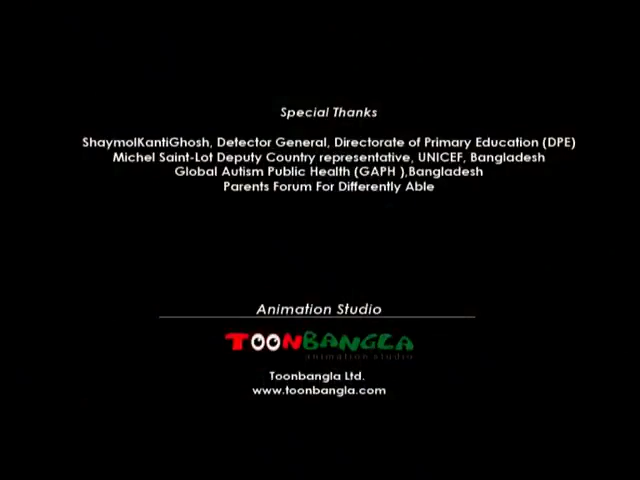 Special Thanks
ShaymolKantiGhosh, Detector General, Directorate of Primary Education (DPE)
Michel Saint-Lot Deputy Country representative, UNICEF, Bangladesh
Global Autism Public Health (GAPH ),Bangladesh
Parents Forum For Differently Able
Animation Studio
TOONBANGLA
animation studio
Toonbangla Ltd.
www.toonbangla.com